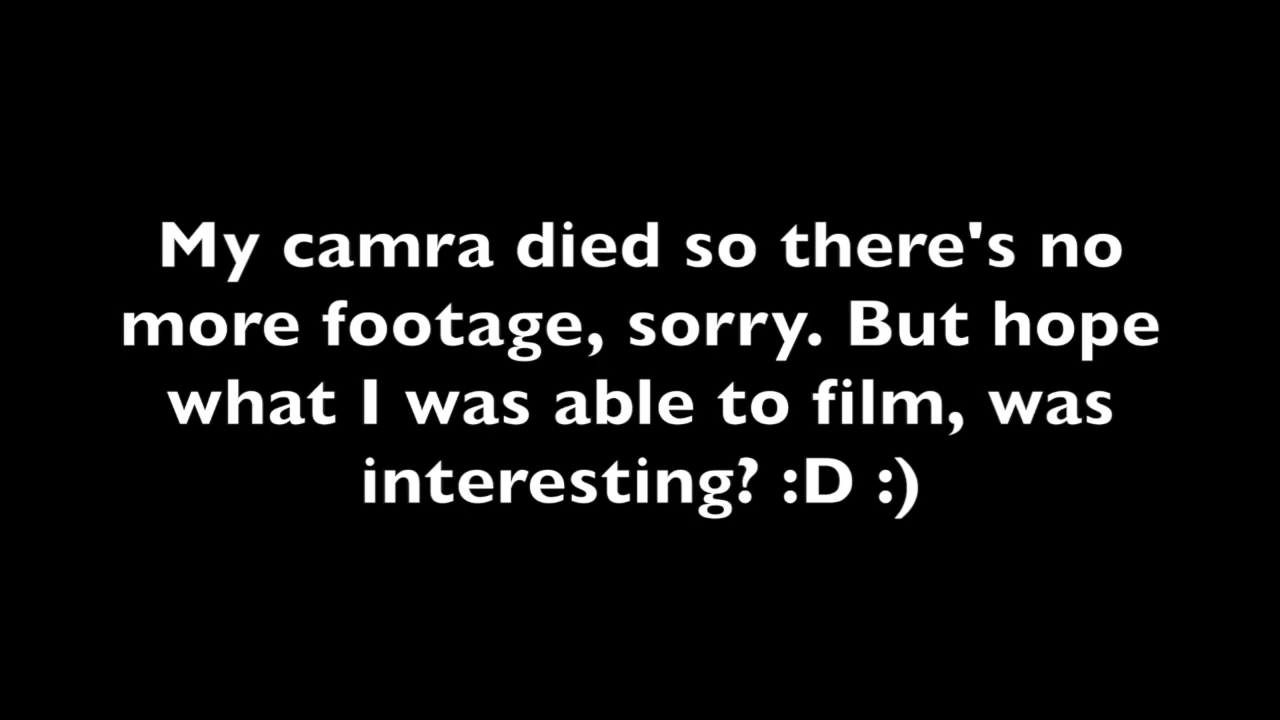 My camra died so there's no
more footage, sorry. But hope
what I was able to film, was
interesting? :D :)